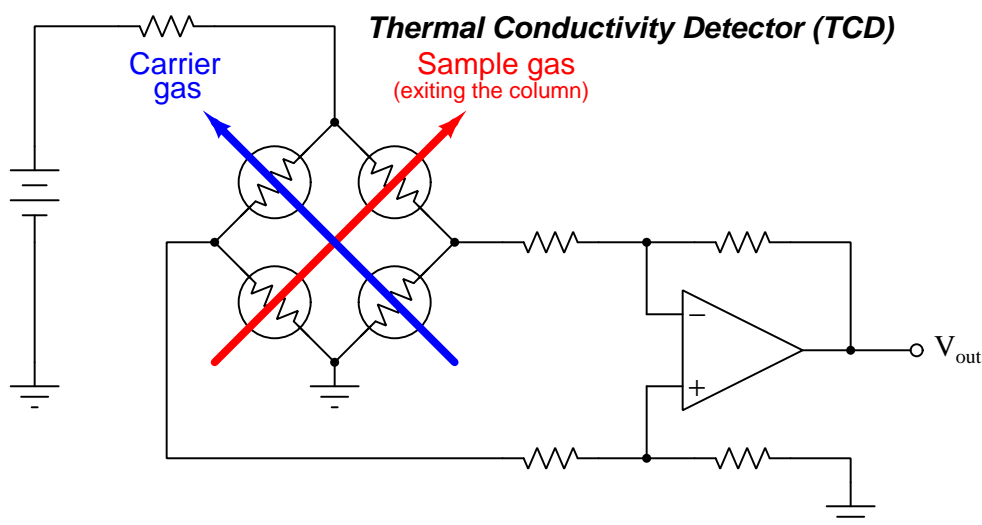 Thermal Conductivity Detector (TCD)
Carrier
gas
Sample gas
(exiting the column)
−
+
Vout